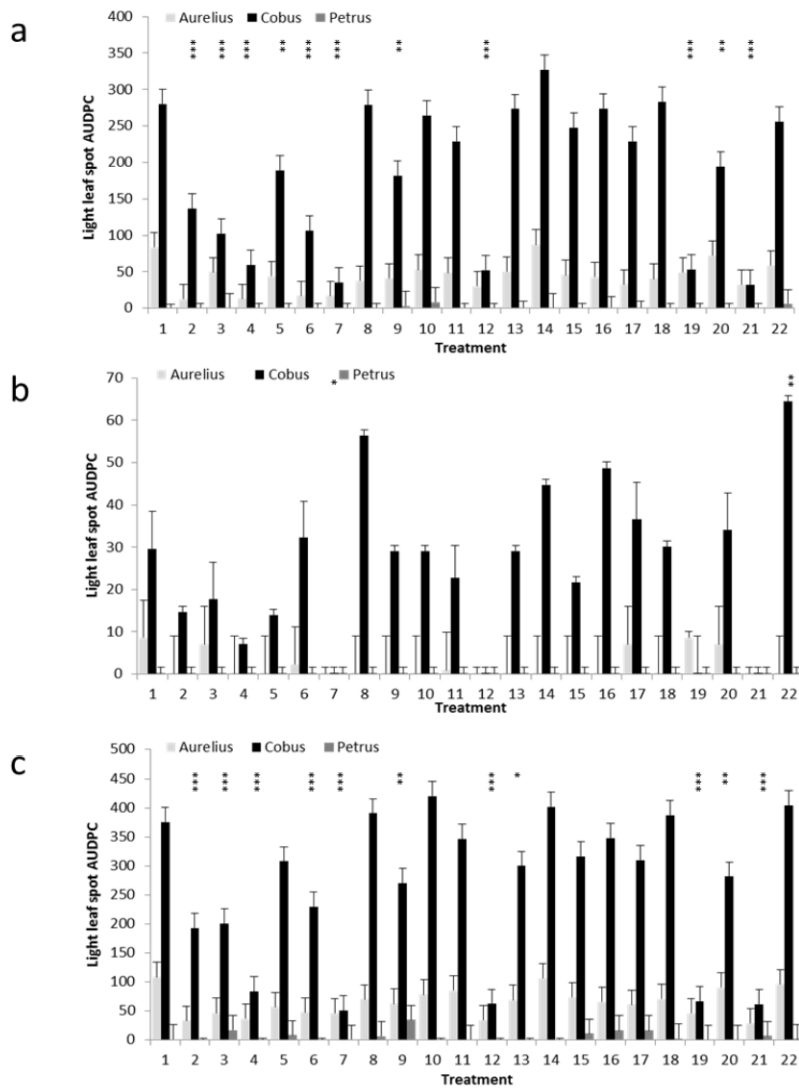 a
Aurelius Cobus Petrus
*** *** *** ** *** *** ** *** *** ** ***
Light leaf spot AUDPC
400
350
300
250
200
150
100
50
0
1 2 3 4 5 6 7 8 9 10 11 12 13 14 15 16 17 18 19 20 21 22
Treatment
b
Aurelius Cobus Petrus
* **
Light leaf spot AUDPC
70
60
50
40
30
20
10
0
1 2 3 4 5 6 7 8 9 10 11 12 13 14 15 16 17 18 19 20 21 22
Treatment
c
Aurelius Cobus Petrus
*** *** *** *** *** ** *** * *** ** ***
Light leaf spot AUDPC
500
450
400
350
300
250
200
150
100
50
0
1 2 3 4 5 6 7 8 9 10 11 12 13 14 15 16 17 18 19 20 21 22
Treatment